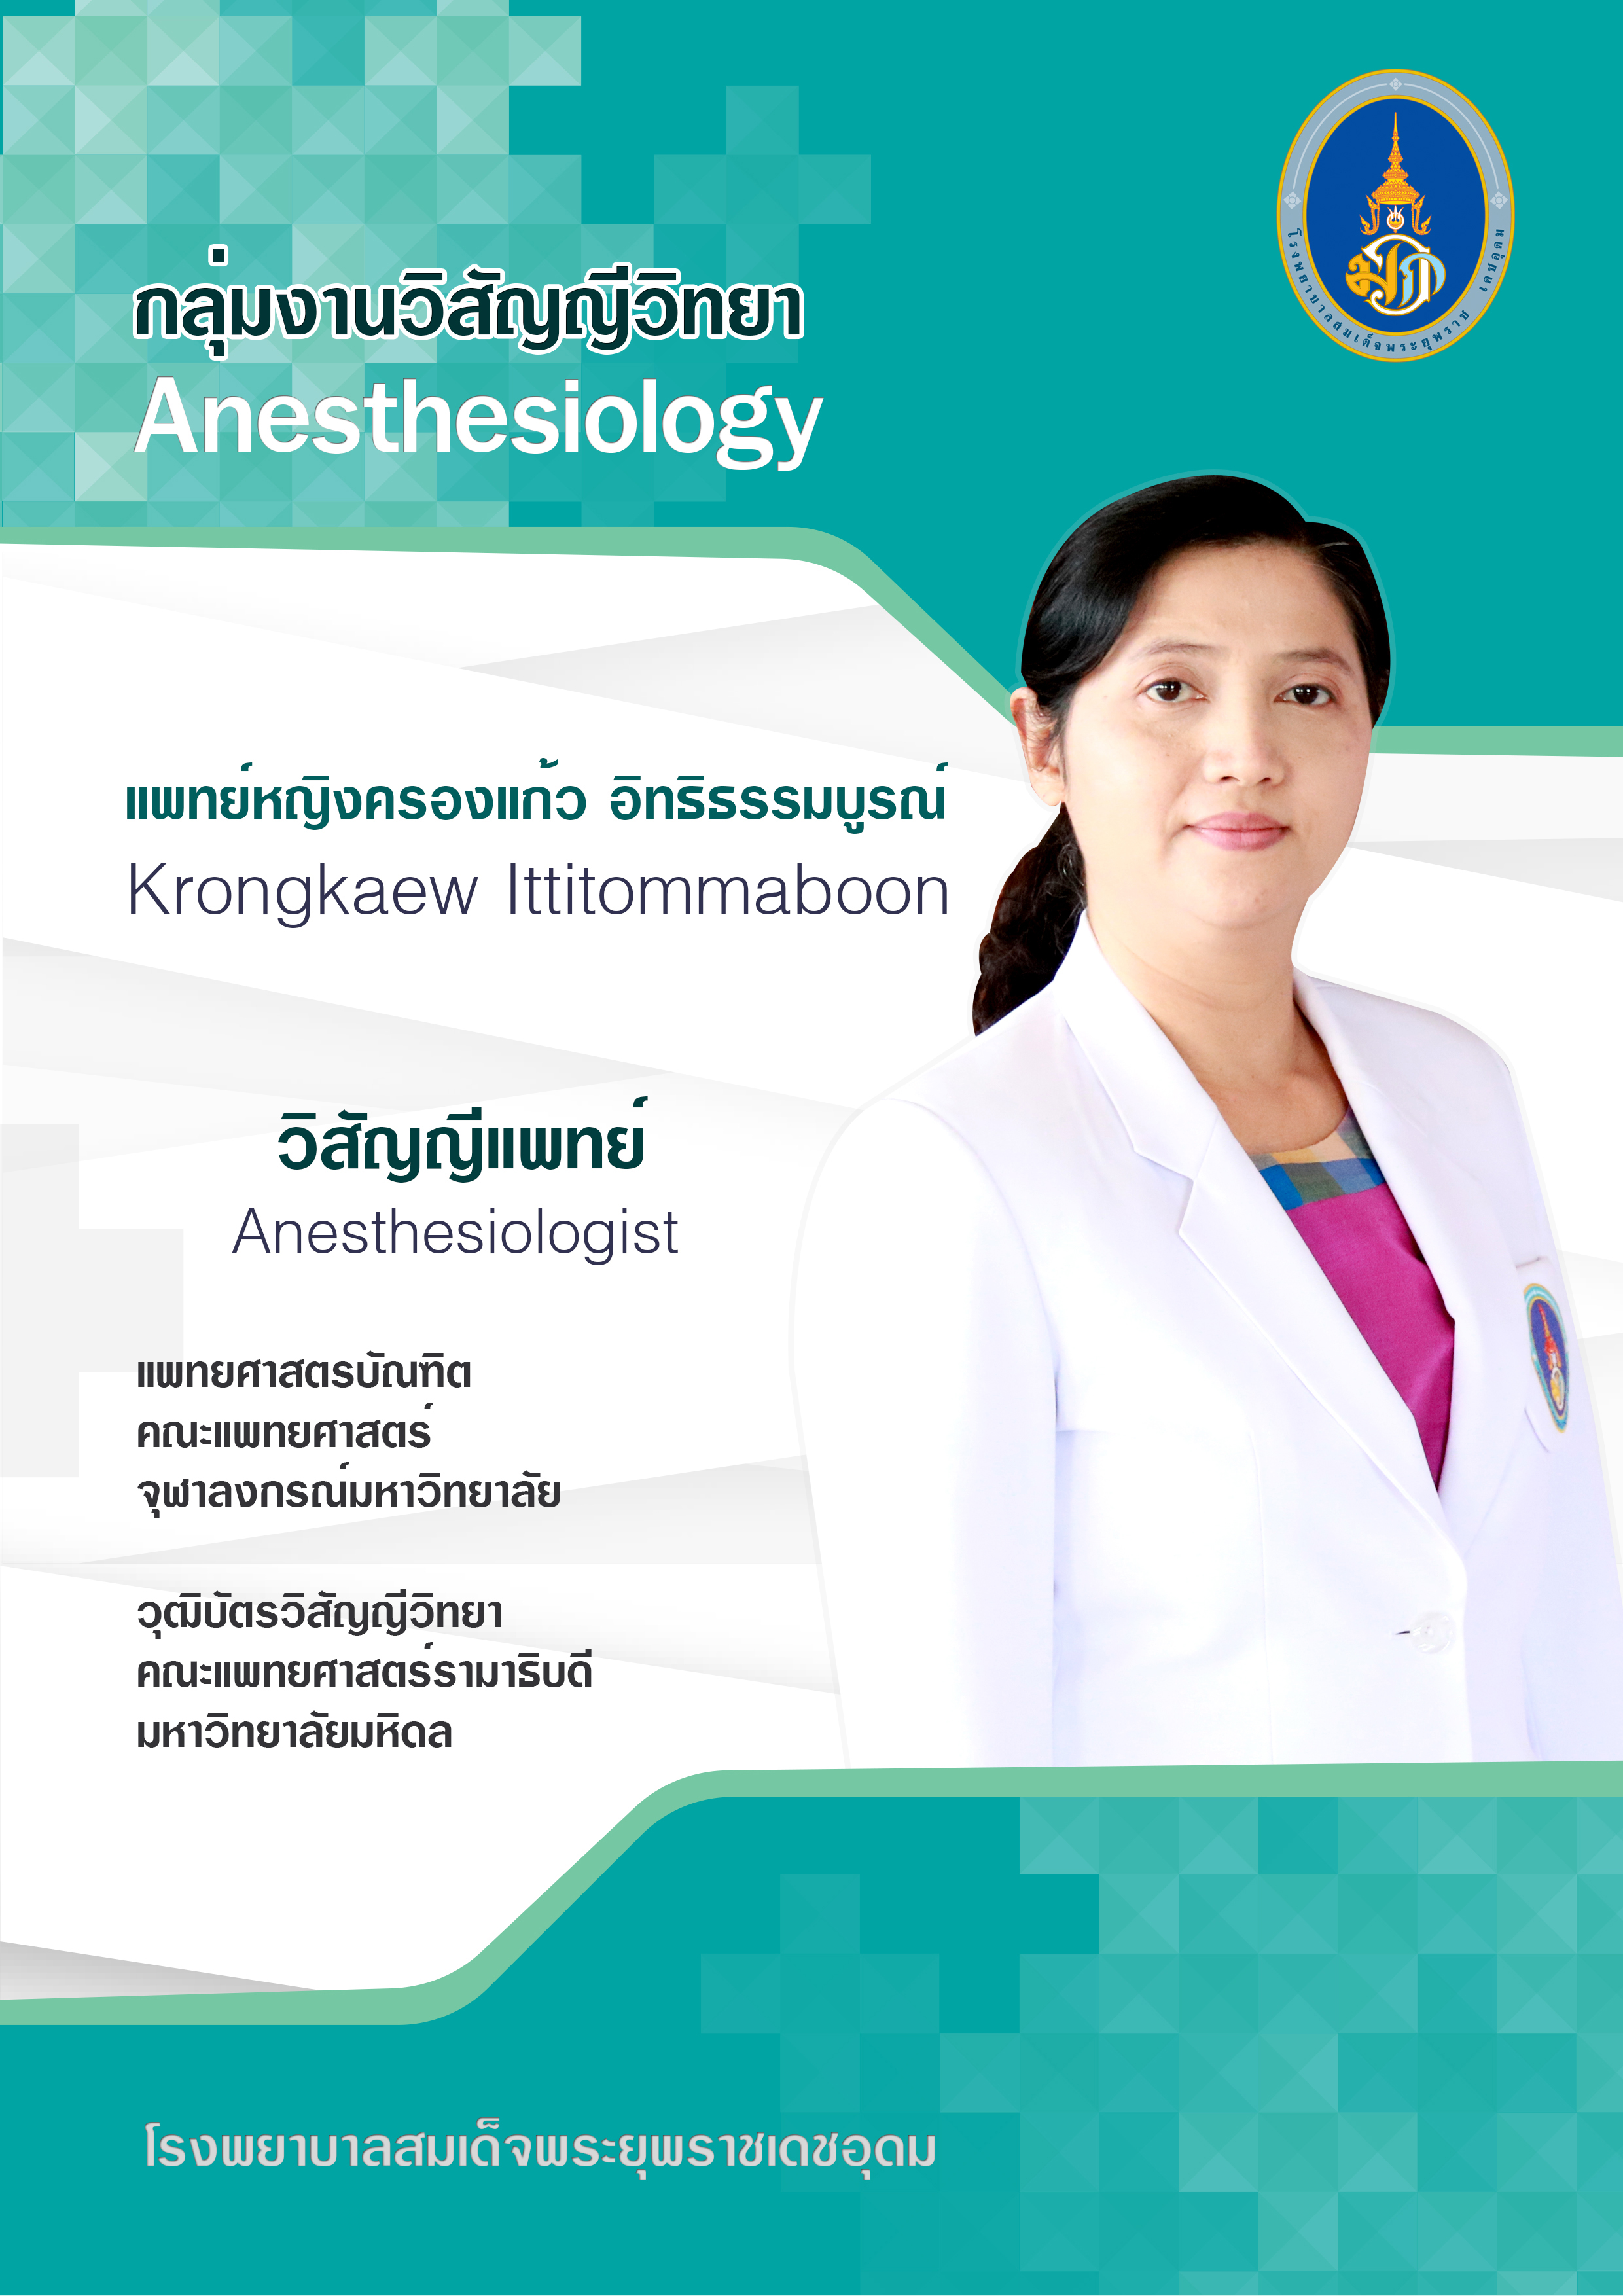 โรงพยาบาลสมเด็จพระยุพราช เดชอุดม
กลุ่มงานวิสัญญีวิทยา
Anesthesiology
แพทย์หญิงครองแก้ว อิทธิธรรมบูรณ์
Krongkaew Ittitommaboon
วิสัญญีแพทย์
Anesthesiologist
แพทยศาสตรบัณฑิต
คณะแพทยศาสตร์
จุฬาลงกรณ์มหาวิทยาลัย
วุฒิบัตรวิสัญญีวิทยา
คณะแพทยศาสตร์รามาธิบดี
มหาวิทยาลัยมหิดล
โรงพยาบาลสมเด็จพระยุพราชเดชอุดม